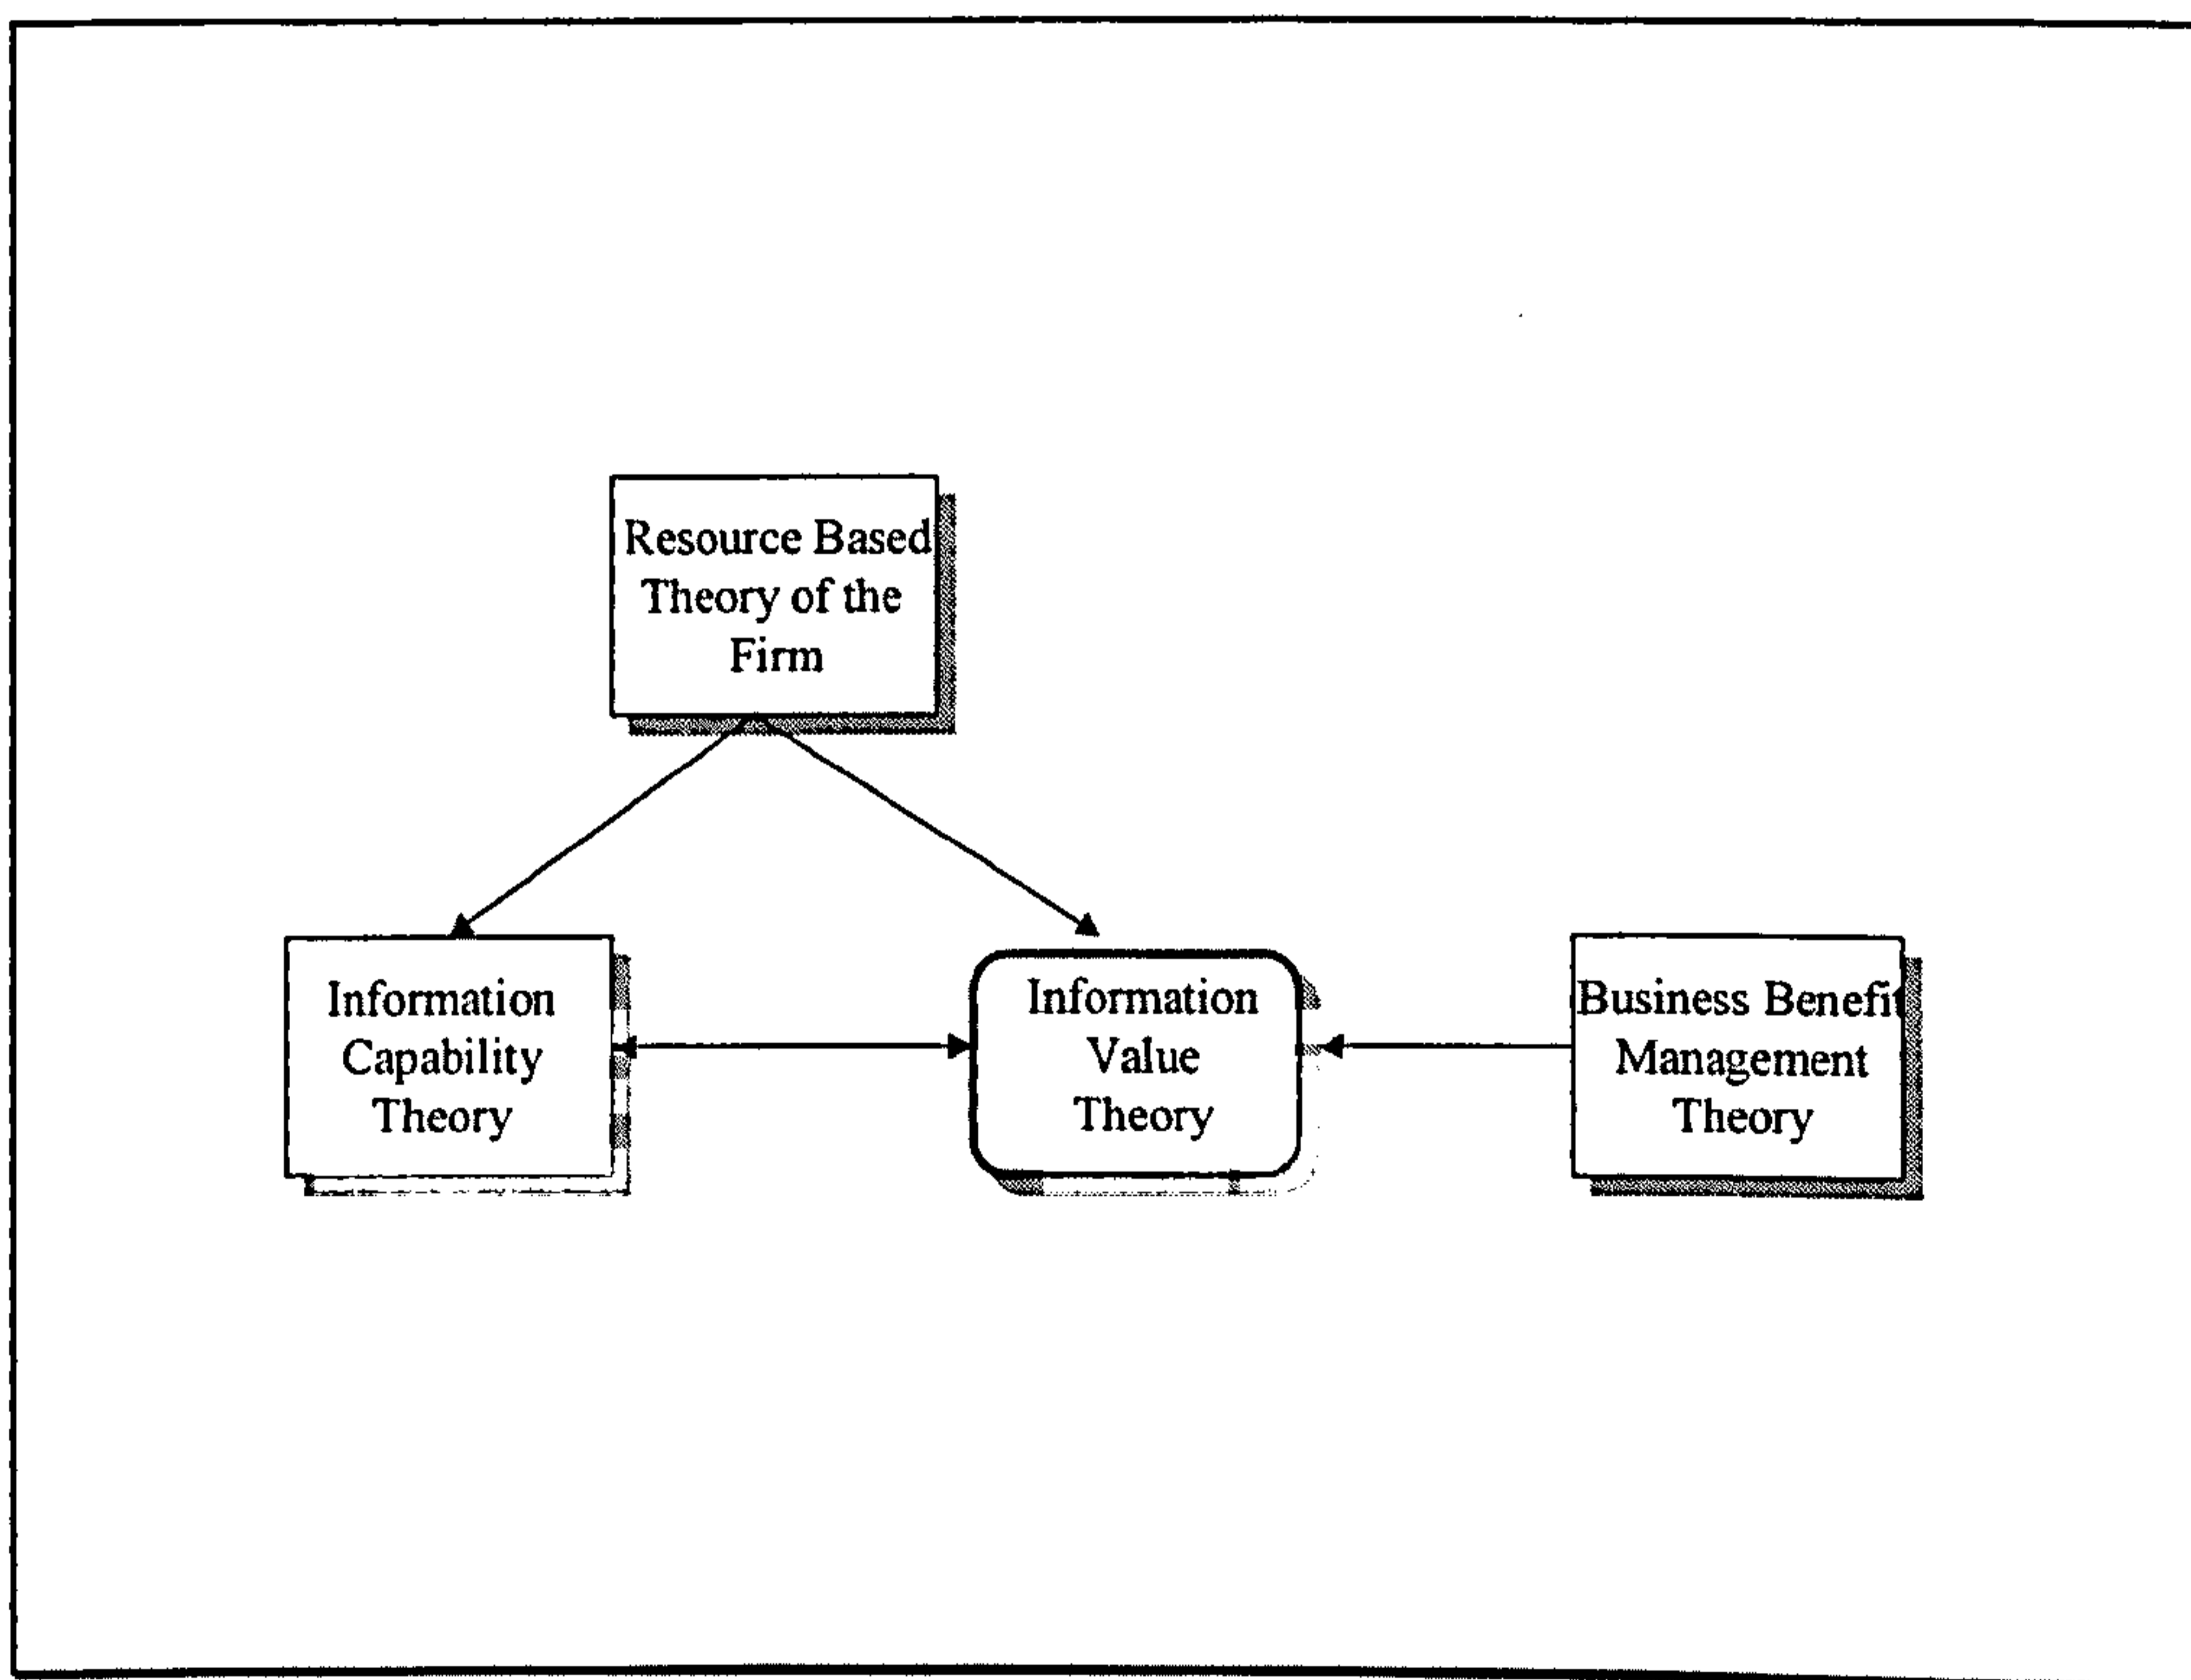 Resource Based
Theory of the
Firm
Information
Capability
Theory
Information
Value
Theory
Business Benefit
Management
Theory